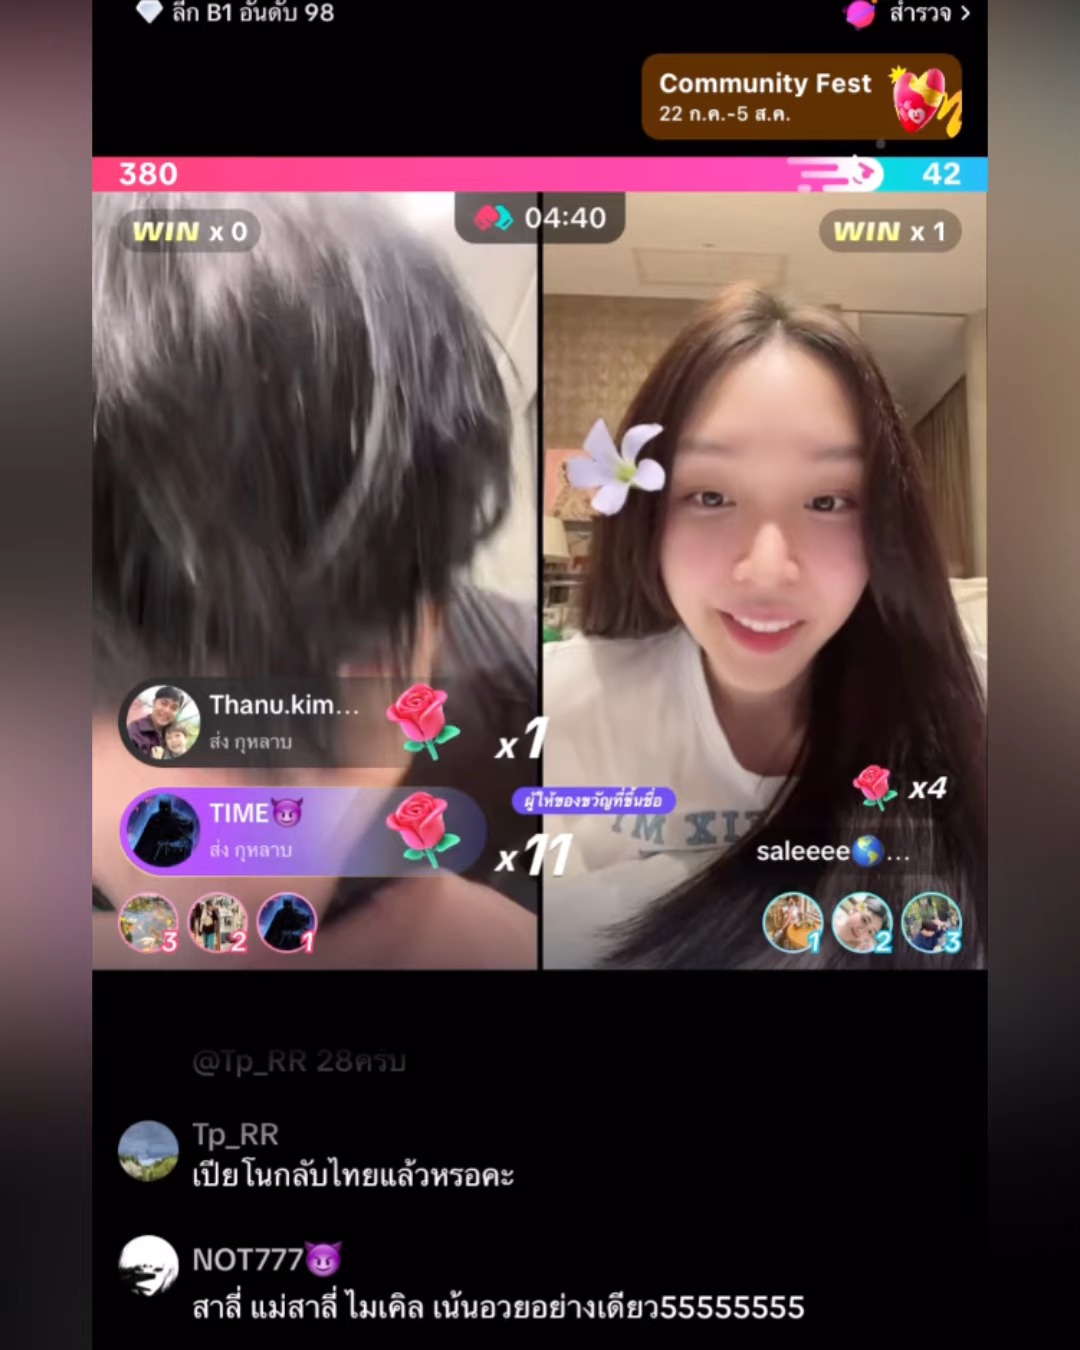 ลีก B1 อันดับ 98
สำรวจ >
Community Fest
22 ก.ค.-5 ส.ค.
380
42
WIN x 0
04:40
WIN x 1
Thanu.kim...
ส่ง กุหลาบ
x1
TIME😈
ส่ง กุหลาบ
x11
ผู้ให้ของขวัญที่ขึ้นชื่อ
x4
saleeee🌎...
3
2
1
1
2
3
@Tp_RR 28ครับ
Tp_RR
เปียโนกลับไทยแล้วหรอคะ
NOT777😈
สาลี่ แม่สาลี่ ไมเคิล เน้นอวยอย่างเดียว55555555